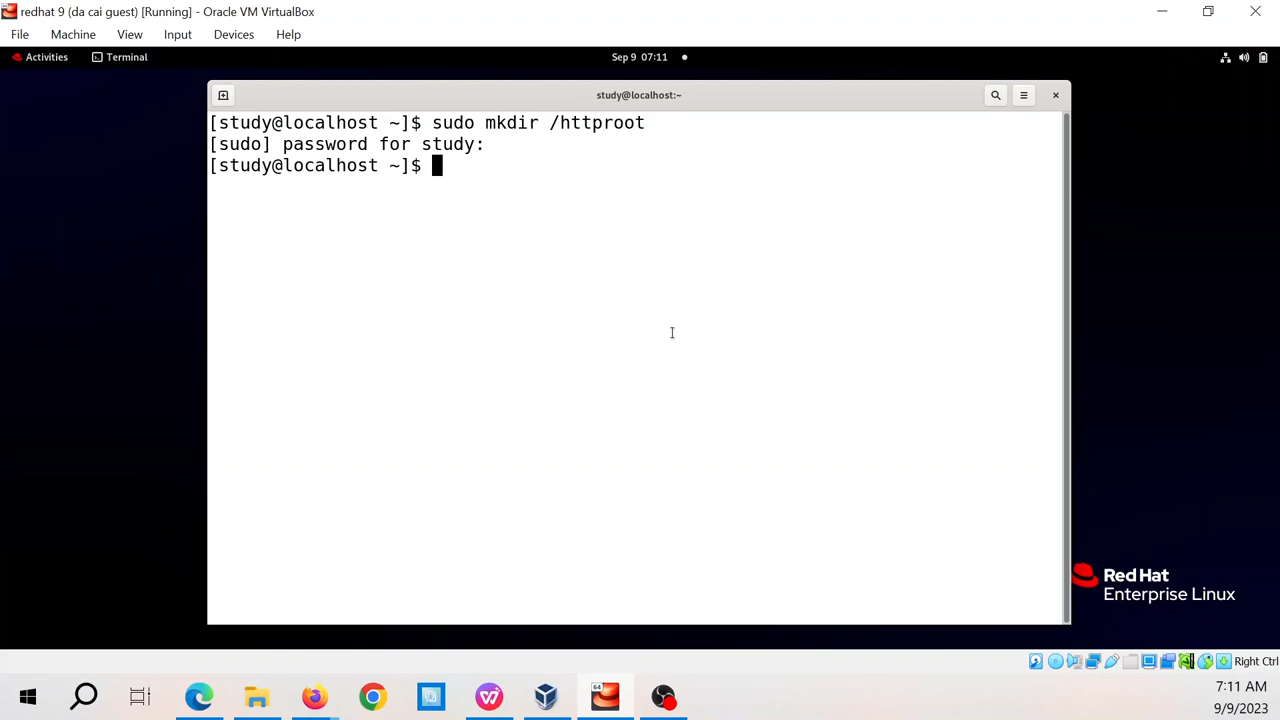 redhat 9 (da cai guest) [Running] - Oracle VM VirtualBox
File Machine View Input Devices Help
Activities Terminal Sep 9 07:11
study@localhost:~
[study@localhost ~]$ sudo mkdir /httproot
[sudo] password for study:
[study@localhost ~]$
Red Hat
Enterprise Linux
Right Ctrl
64
7:11 AM
9/9/2023